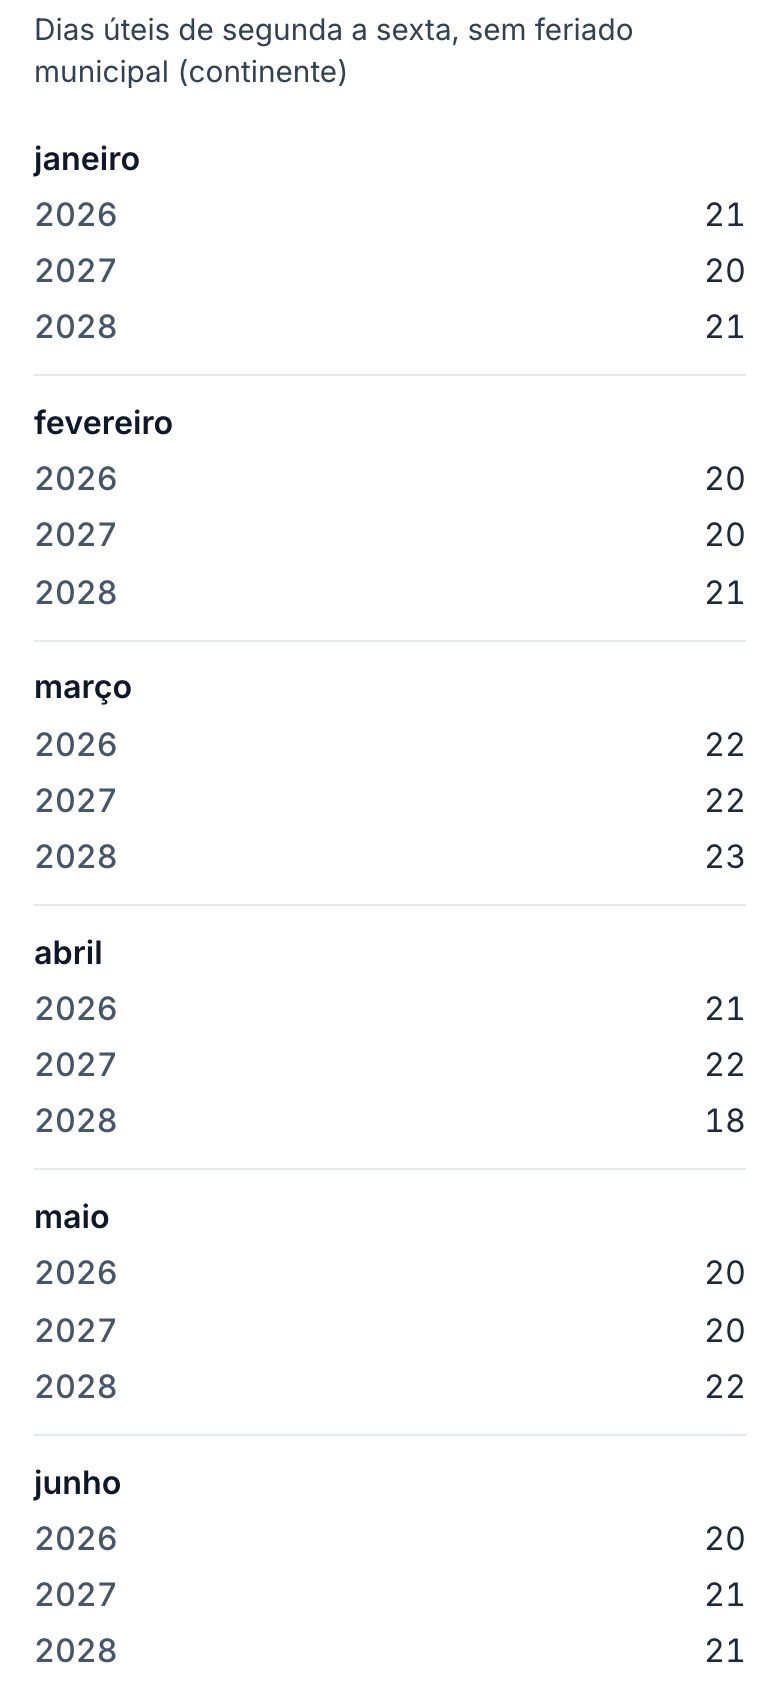 Dias úteis de segunda a sexta, sem feriado
municipal (continente)
janeiro
2026 21
2027 20
2028 21
fevereiro
2026 20
2027 20
2028 21
março
2026 22
2027 22
2028 23
abril
2026 21
2027 22
2028 18
maio
2026 20
2027 20
2028 22
junho
2026 20
2027 21
2028 21